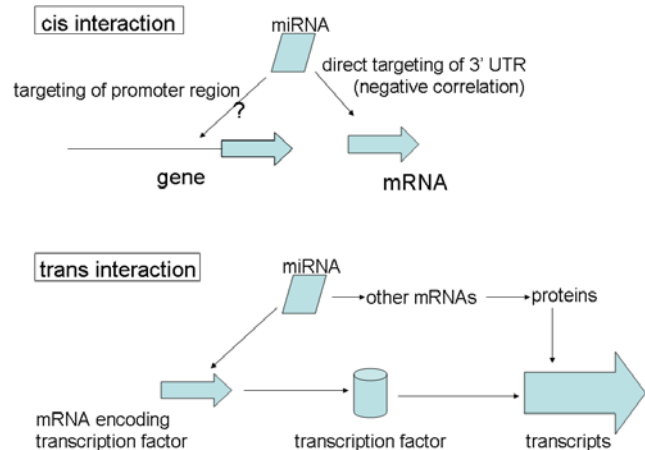 cis interaction
miRNA
direct targeting of 3' UTR
(negative correlation)
targeting of promoter region
?
gene
mRNA
trans interaction
miRNA
other mRNAs
proteins
mRNA encoding
transcription factor
transcription factor
transcripts